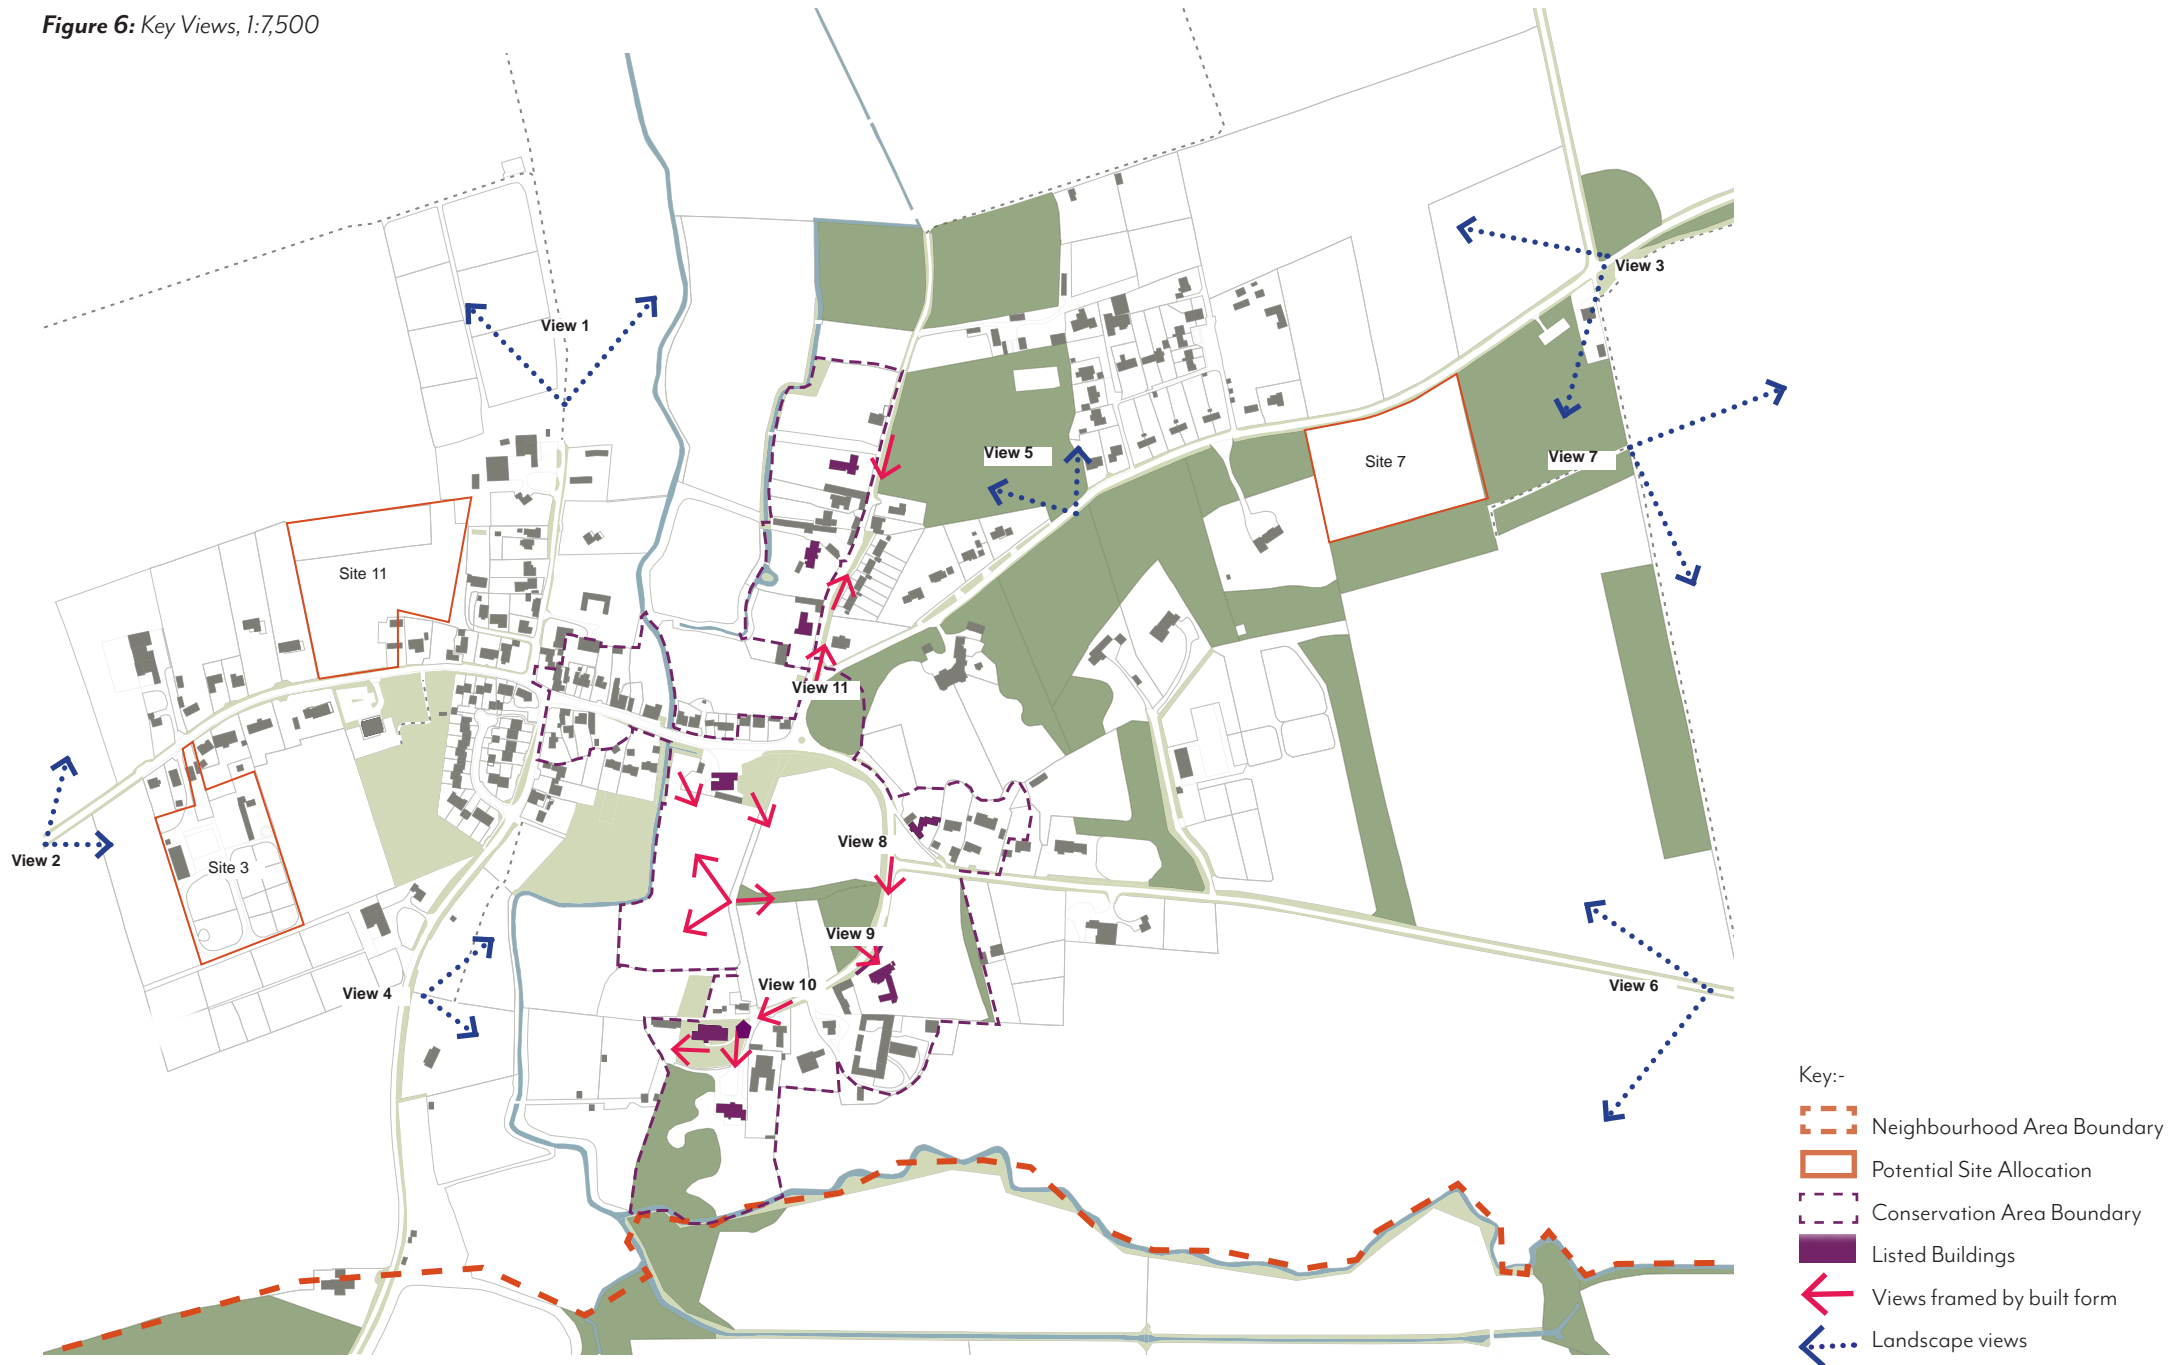 Figure 6: Key Views, 1:7,500
View 3
View 1
View 5
View 7
Site 7
Site 11
View 11
View 8
View 2
Site 3
View 9
View 10
View 4
View 6
Key:-
Neighbourhood Area Boundary
Potential Site Allocation
Conservation Area Boundary
Listed Buildings
Views framed by built form
Landscape views